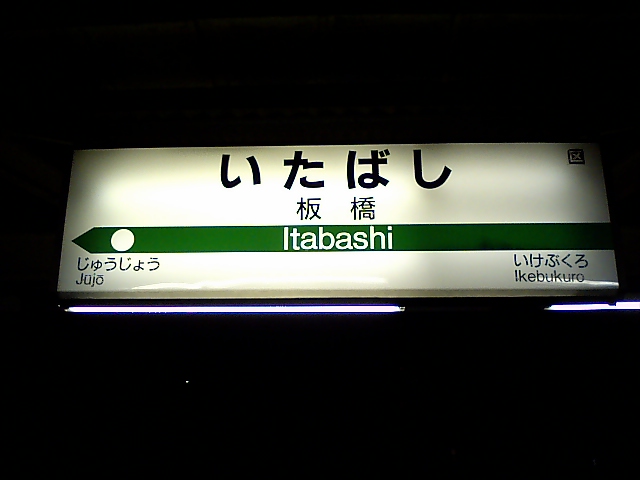 いたばし
区
板橋
Itabashi
じゅうじょう
Jūjō
いけぶくろ
Ikebukuro